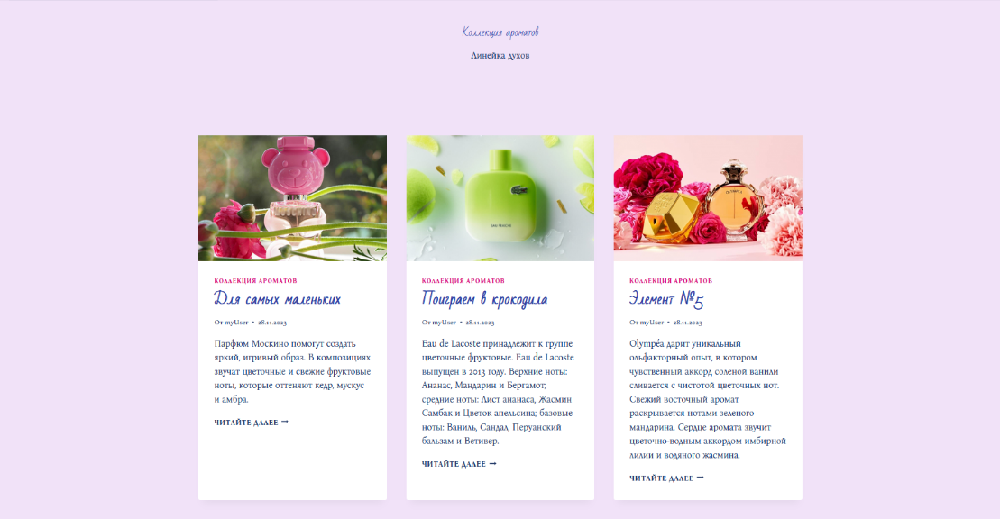 Коллекция ароматов
Линейка духов
EAU FRAICHE
OLYMPEA
КОЛЛЕКЦИЯ АРОМАТОВ
Для самых маленьких
От myUser • 28.11.2023
Парфюм Москино помогут создать
яркий, игривый образ. В композициях
звучат цветочные и свежие фруктовые
ноты, которые оттеняют кедр, мускус
и амбра.
ЧИТАЙТЕ ДАЛЕЕ →
КОЛЛЕКЦИЯ АРОМАТОВ
Поиграем в крокодила
От myUser • 28.11.2023
Eau de Lacoste принадлежит к группе
цветочные фруктовые. Eau de Lacoste
выпущен в 2013 году. Верхние ноты:
Ананас, Мандарин и Бергамот;
средние ноты: Лист ананаса, Жасмин
Самбак и Цветок апельсина; базовые
ноты: Ваниль, Сандал, Перуанский
бальзам и Ветивер.
ЧИТАЙТЕ ДАЛЕЕ →
КОЛЛЕКЦИЯ АРОМАТОВ
Элемент №5
От myUser • 28.11.2023
Olympéa дарит уникальный
ольфакторный опыт, в котором
чувственный аккорд соленой ванили
сливается с чистотой цветочных нот.
Свежий восточный аромат
раскрывается нотами зеленого
мандарина. Сердце аромата звучит
цветочно-водным аккордом имбирной
лилии и водяного жасмина.
ЧИТАЙТЕ ДАЛЕЕ →